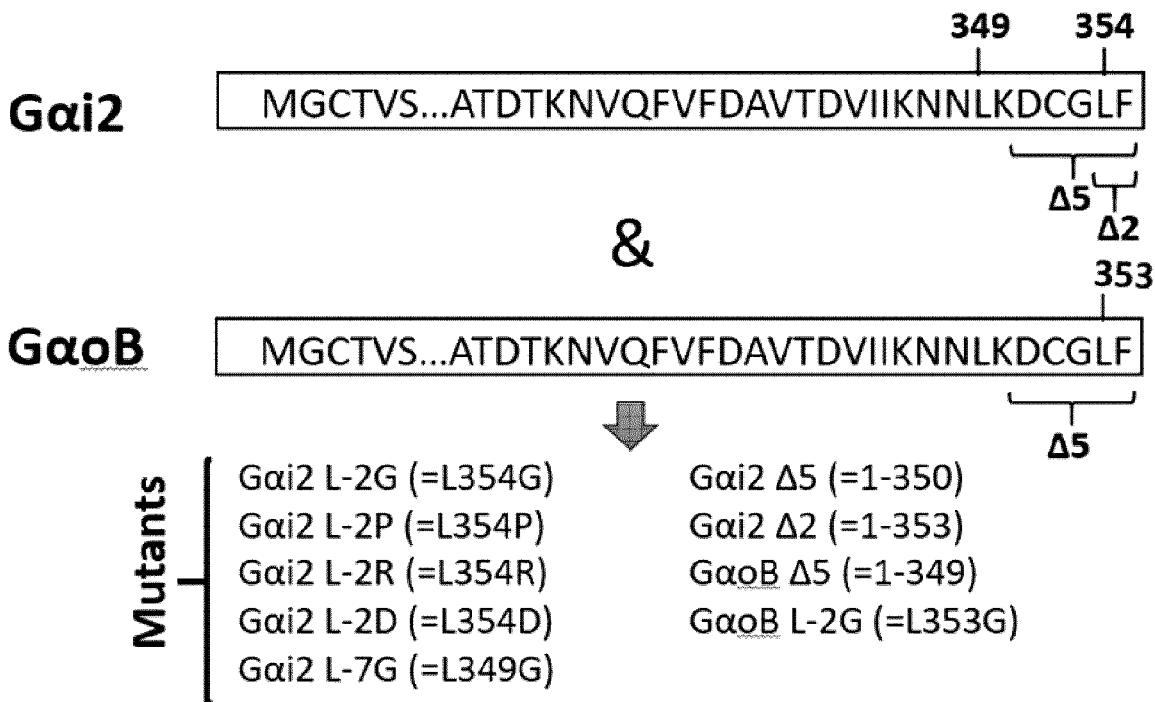 349 354
Gαi2 MGCTVS...ATDTKNVQFVFDAVTDVIIKNNLKDCGLF
Δ5
Δ2
&
353
GαoB MGCTVS...ATDTKNVQFVFDAVTDVIIKNNLKDCGLF
Δ5
Mutants
Gαi2 L-2G (=L354G) Gαi2 Δ5 (=1-350)
Gαi2 L-2P (=L354P) Gαi2 Δ2 (=1-353)
Gαi2 L-2R (=L354R) GαoB Δ5 (=1-349)
Gαi2 L-2D (=L354D) GαoB L-2G (=L353G)
Gαi2 L-7G (=L349G)